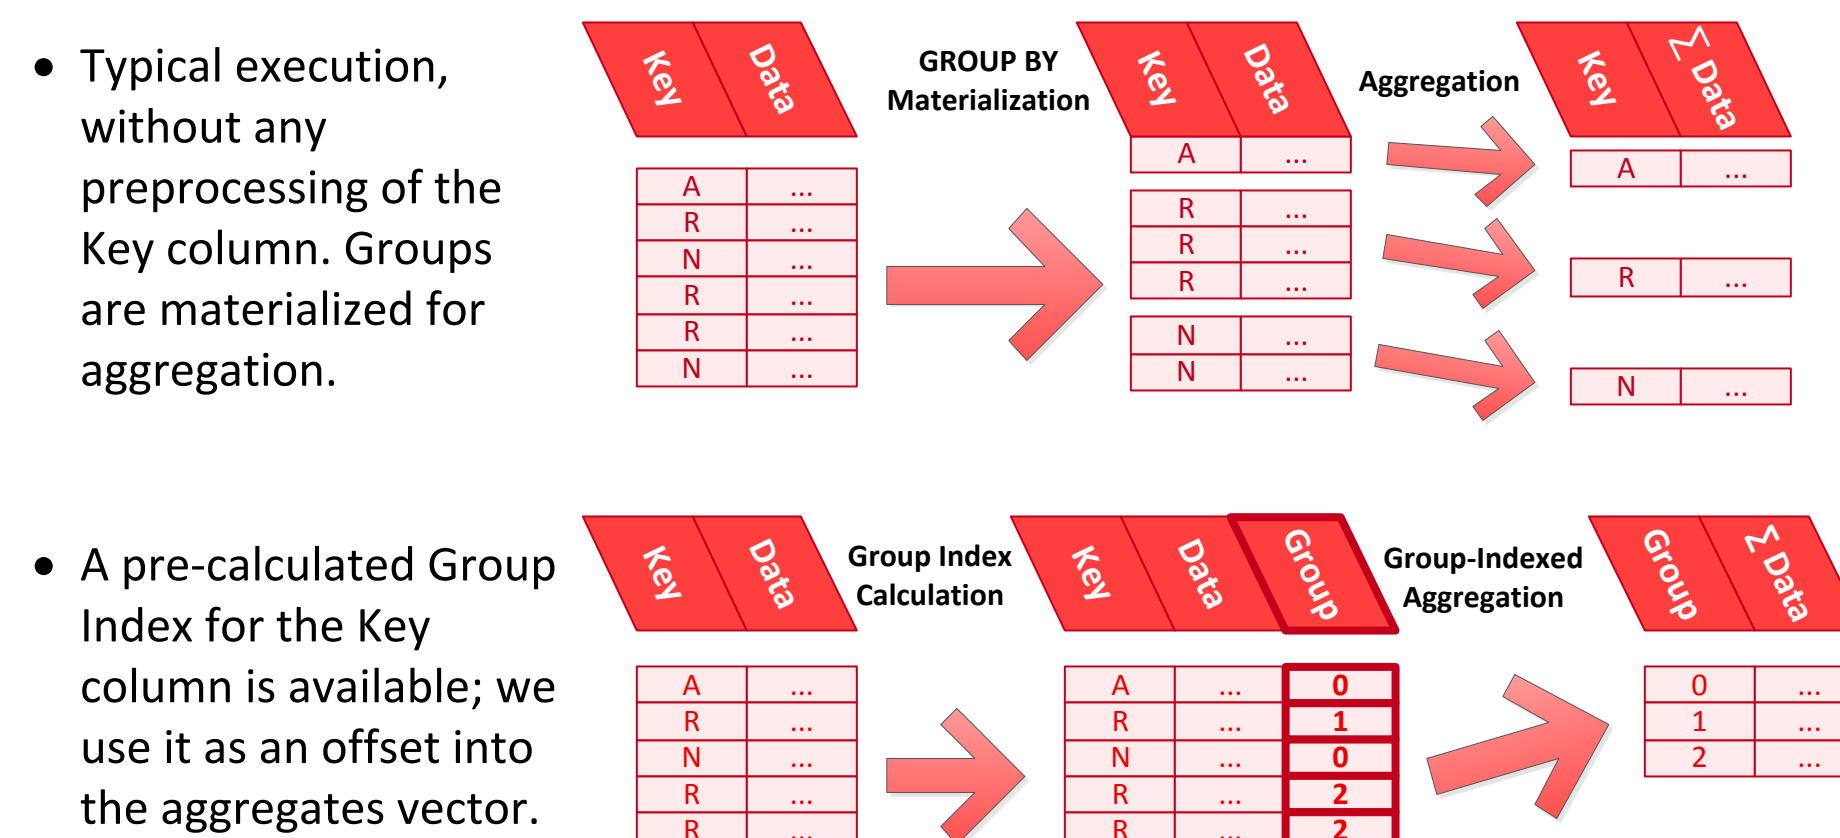 • Typical execution,
without any
preprocessing of the
Key column. Groups
are materialized for
aggregation.
Key Data
A ...
R ...
N ...
R ...
R ...
N ...
GROUP BY
Materialization
Key Data
A ...
R ...
R ...
R ...
N ...
N ...
Aggregation
Key ∑ Data
A ...
R ...
N ...
• A pre-calculated Group
Index for the Key
column is available; we
use it as an offset into
the aggregates vector.
Key Data
A ...
R ...
N ...
R ...
R ...
Group Index
Calculation
Key Data Group
A ... 0
R ... 1
N ... 0
R ... 2
R ... 2
Group-Indexed
Aggregation
Group Σ Data
0 ...
1 ...
2 ...